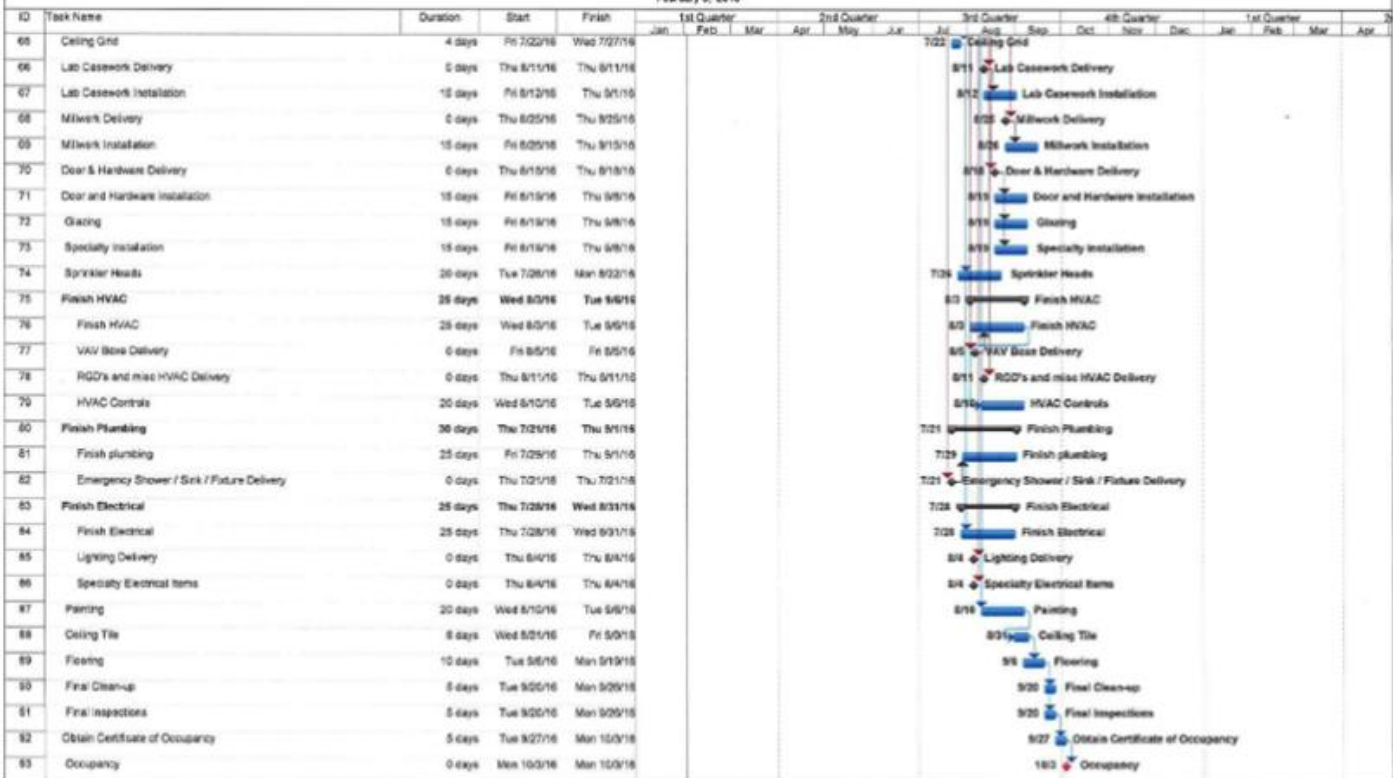 ID Task Name Duration Start Finish 1st Quarter 2nd Quarter 3rd Quarter 4th Quarter 1st Quarter
Jan Feb Mar Apr May Jun Jul Aug Sep Oct Nov Dec Jan Feb Mar Apr
65 Ceiling Grid 4 days Fri 7/22/16 Wed 7/27/16 7/22 Ceiling Grid
66 Lab Casework Delivery 0 days Thu 8/11/16 Thu 8/11/16 8/11 Lab Casework Delivery
67 Lab Casework Installation 15 days Fri 8/12/16 Thu 9/1/16 8/12 Lab Casework Installation
68 Millwork Delivery 0 days Thu 8/25/16 Thu 8/25/16 8/25 Millwork Delivery
69 Millwork Installation 15 days Fri 8/26/16 Thu 9/15/16 8/26 Millwork Installation
70 Door & Hardware Delivery 0 days Thu 8/18/16 Thu 8/18/16 8/18 Door & Hardware Delivery
71 Door and Hardware Installation 15 days Fri 8/19/16 Thu 9/8/16 8/19 Door and Hardware Installation
72 Glazing 15 days Fri 8/19/16 Thu 9/8/16 8/19 Glazing
73 Specialty Installation 15 days Fri 8/19/16 Thu 9/8/16 8/19 Specialty Installation
74 Sprinkler Heads 20 days Tue 7/26/16 Mon 8/22/16 7/26 Sprinkler Heads
75 Finish HVAC 25 days Wed 8/3/16 Tue 9/6/16 8/3 Finish HVAC
76 Finish HVAC 25 days Wed 8/3/16 Tue 9/6/16 8/3 Finish HVAC
77 VAV Boxe Delivery 0 days Fri 8/5/16 Fri 8/5/16 8/5 VAV Boxe Delivery
78 RGD's and misc HVAC Delivery 0 days Thu 8/11/16 Thu 8/11/16 8/11 RGD's and misc HVAC Delivery
79 HVAC Controls 20 days Wed 8/10/16 Tue 9/6/16 8/10 HVAC Controls
80 Finish Plumbing 30 days Thu 7/21/16 Thu 9/1/16 7/21 Finish Plumbing
81 Finish plumbing 25 days Fri 7/29/16 Thu 9/1/16 7/29 Finish plumbing
82 Emergency Shower / Sink / Fixture Delivery 0 days Thu 7/21/16 Thu 7/21/16 7/21 Emergency Shower / Sink / Fixture Delivery
83 Finish Electrical 25 days Thu 7/28/16 Wed 8/31/16 7/28 Finish Electrical
84 Finish Electrical 25 days Thu 7/28/16 Wed 8/31/16 7/28 Finish Electrical
85 Lighting Delivery 0 days Thu 8/4/16 Thu 8/4/16 8/4 Lighting Delivery
86 Specialty Electrical Items 0 days Thu 8/4/16 Thu 8/4/16 8/4 Specialty Electrical Items
87 Painting 20 days Wed 8/10/16 Tue 9/6/16 8/10 Painting
88 Ceiling Tile 8 days Wed 8/31/16 Fri 9/9/16 8/31 Ceiling Tile
89 Flooring 10 days Tue 9/6/16 Mon 9/19/16 9/6 Flooring
90 Final Clean-up 5 days Tue 9/20/16 Mon 9/26/16 9/20 Final Clean-up
91 Final Inspections 5 days Tue 9/20/16 Mon 9/26/16 9/20 Final Inspections
92 Obtain Certificate of Occupancy 5 days Tue 9/27/16 Mon 10/3/16 9/27 Obtain Certificate of Occupancy
93 Occupancy 0 days Mon 10/3/16 Mon 10/3/16 10/3 Occupancy